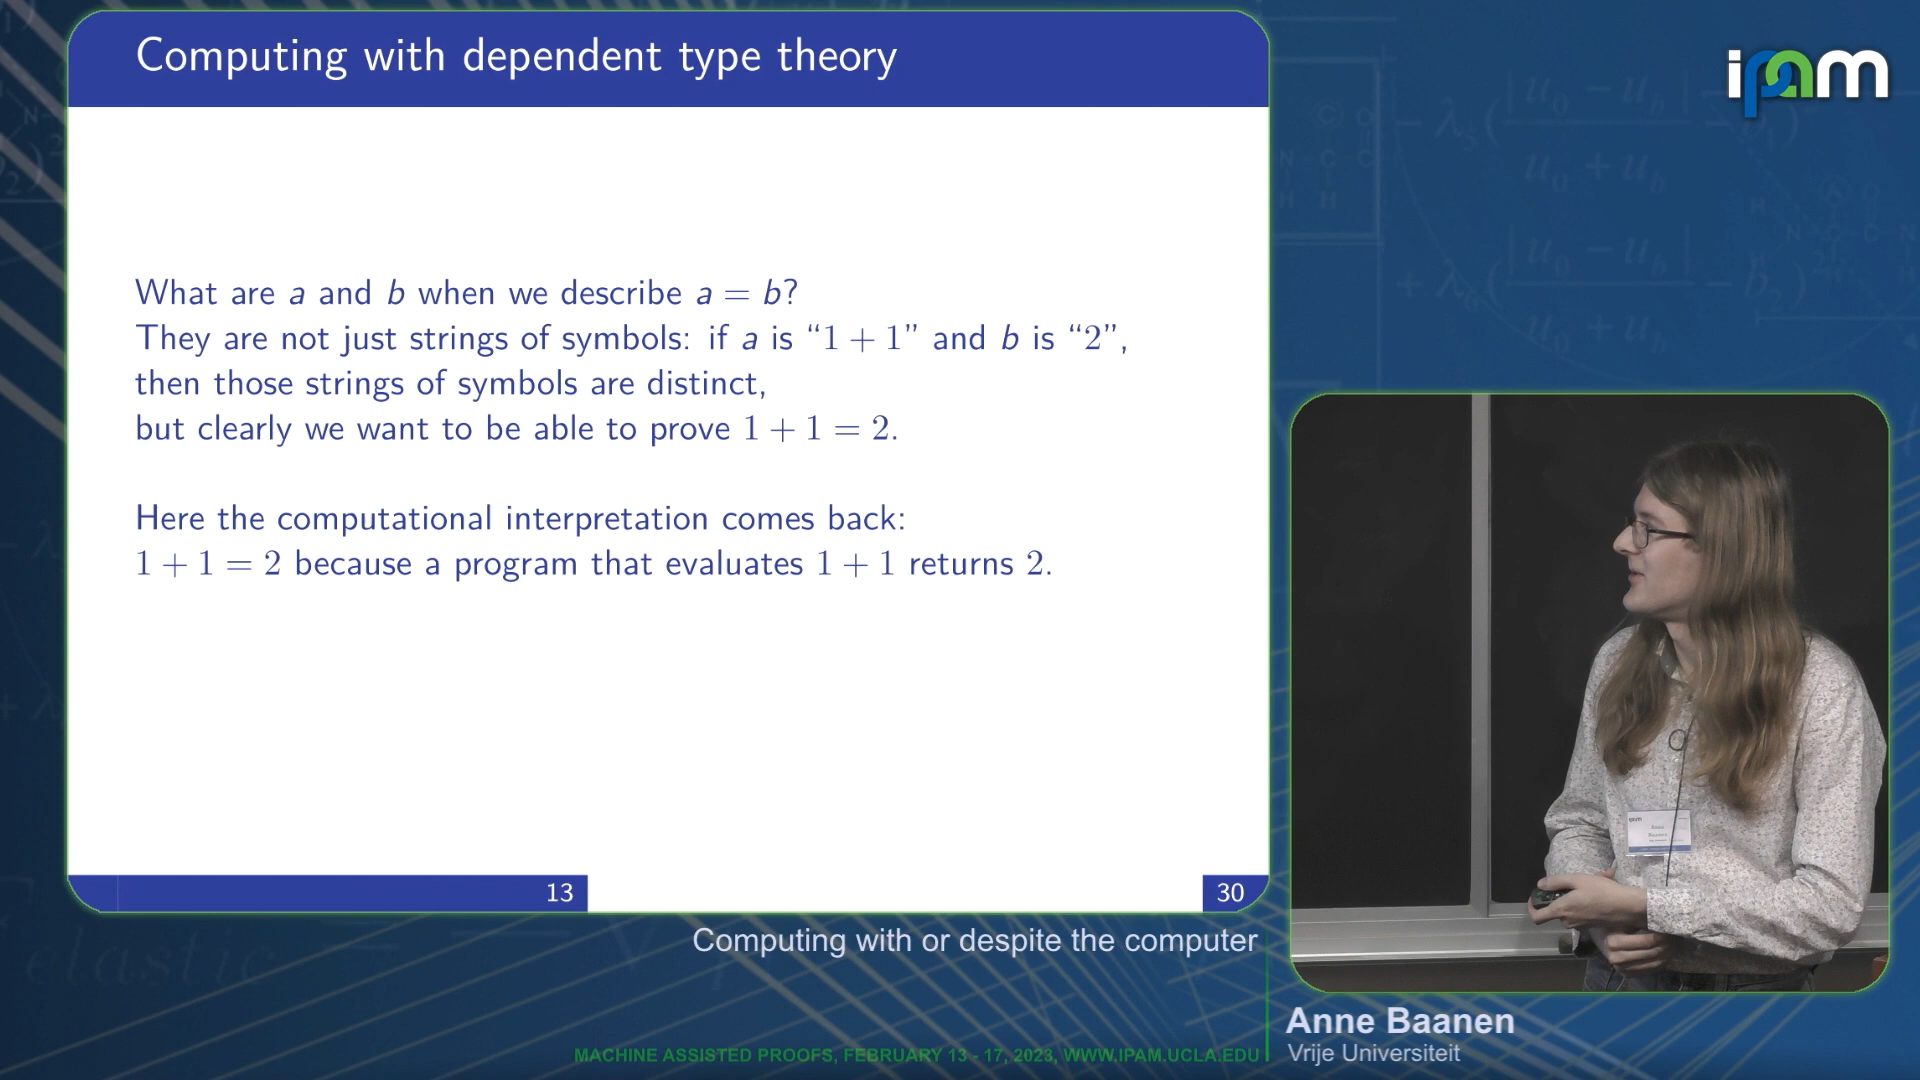 Computing with dependent type theory
ipam
What are a and b when we describe a = b?
They are not just strings of symbols: if a is “1 + 1” and b is “2”,
then those strings of symbols are distinct,
but clearly we want to be able to prove 1 + 1 = 2.
Here the computational interpretation comes back:
1 + 1 = 2 because a program that evaluates 1 + 1 returns 2.
13
30
Computing with or despite the computer
Anne Baanen
Vrije Universiteit
MACHINE ASSISTED PROOFS, FEBRUARY 13 - 17, 2023, WWW.IPAM.UCLA.EDU